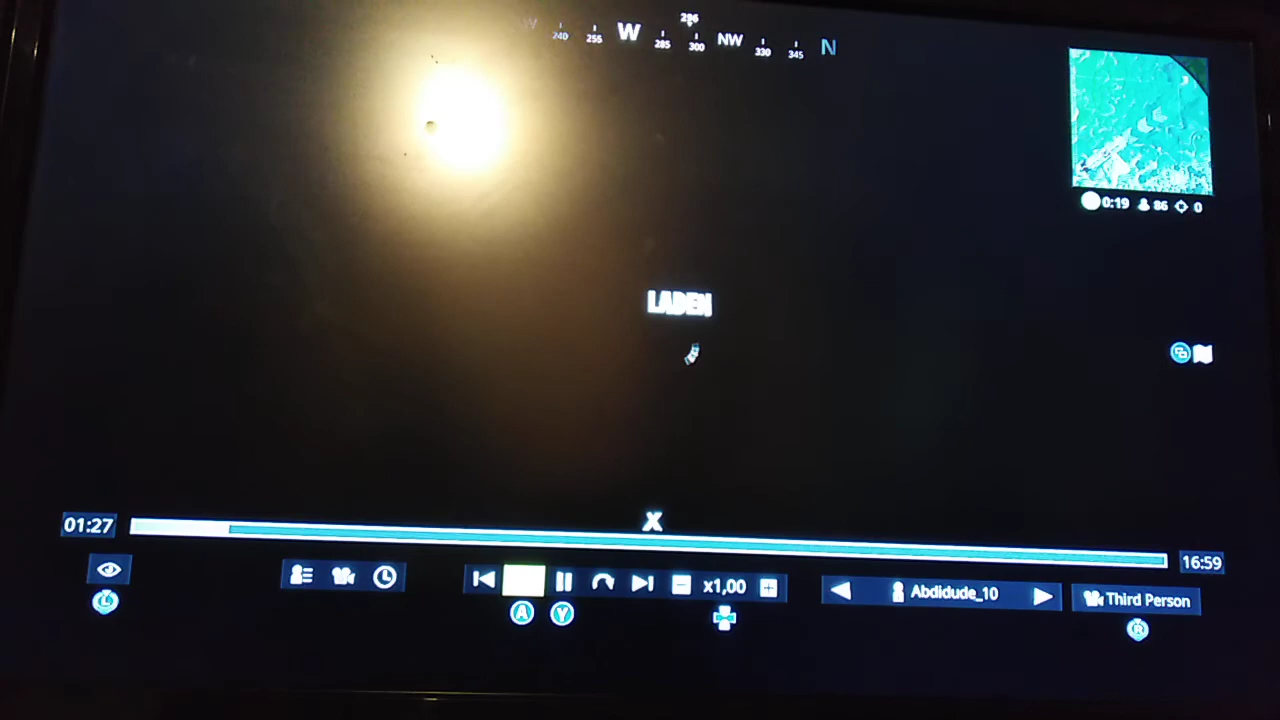 296
240 255 W 285 300 NW 330 345 N
0:19 86 0
LADEN
X
01:27
16:59
x1,00
Abdidude_10
Third Person
A Y
L
R